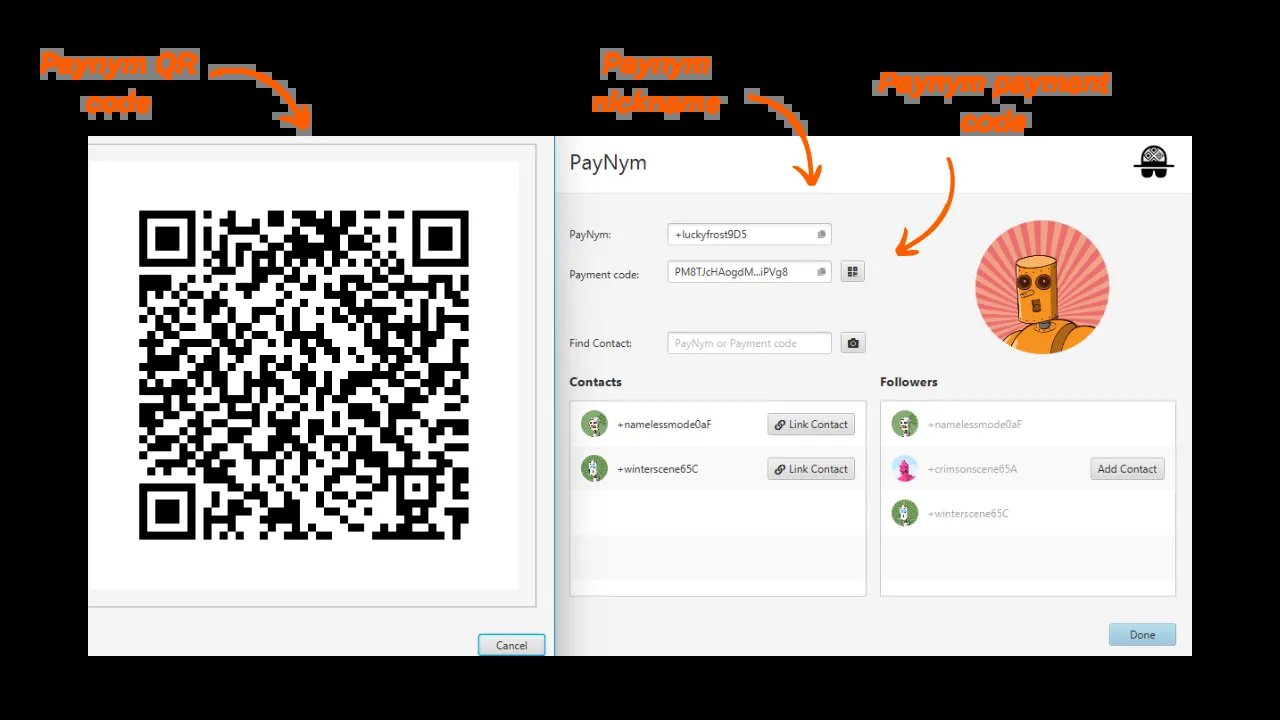 Paynym QR
code
Paynym
nickname
Paynym payment
code
Cancel
PayNym
PayNym:
+luckyfrost9D5
Payment code:
PM8TJcHAogdM...iPVg8
Find Contact:
PayNym or Payment code
Contacts
+namelessmode0aF
Link Contact
+winterscene65C
Link Contact
Followers
+namelessmode0aF
+crimsonscene65A
Add Contact
+winterscene65C
Done